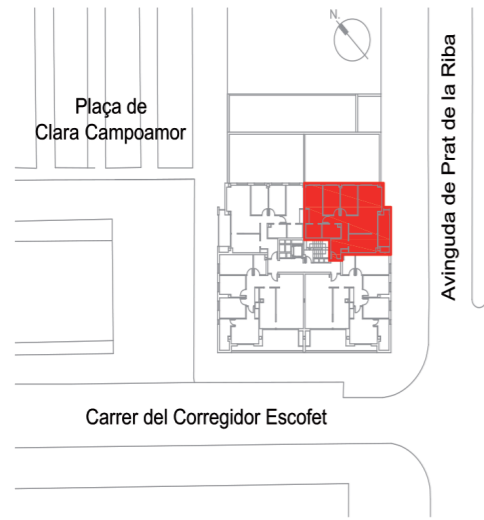 N.
Plaça de
Clara Campoamor
Avinguda de Prat de la Riba
Carrer del Corregidor Escofet